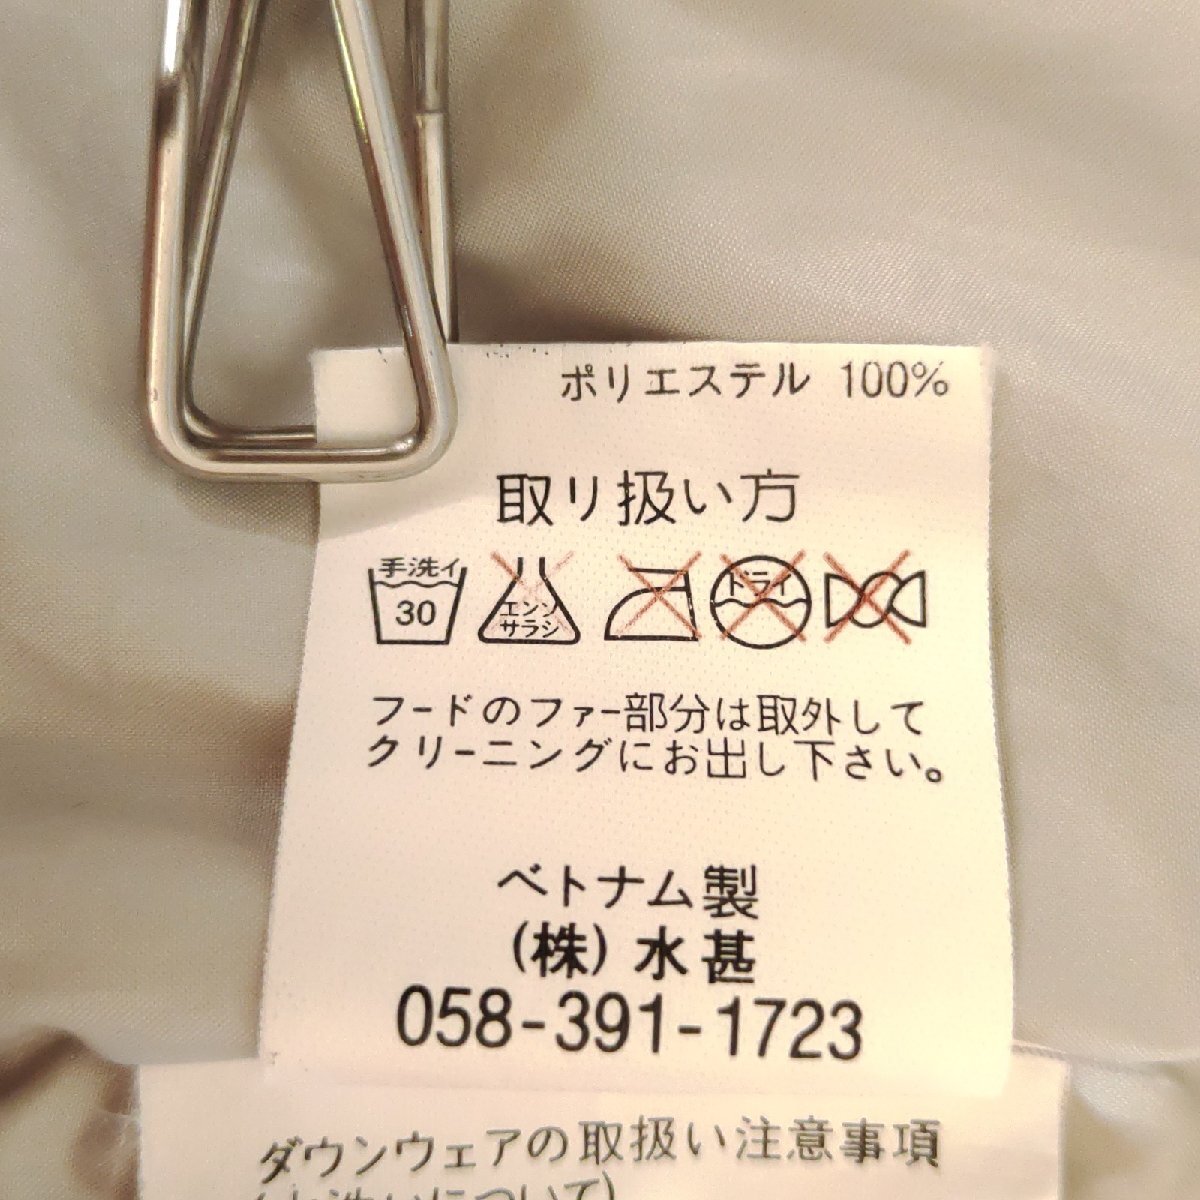 ポリエステル 100%
取り扱い方
手洗イ
30
エンソ
サラシ
ドライ
フードのファー部分は取外して
クリーニングにお出し下さい。
ベトナム製
(株) 水甚
058-391-1723
ダウンウェアの取扱い注意事項